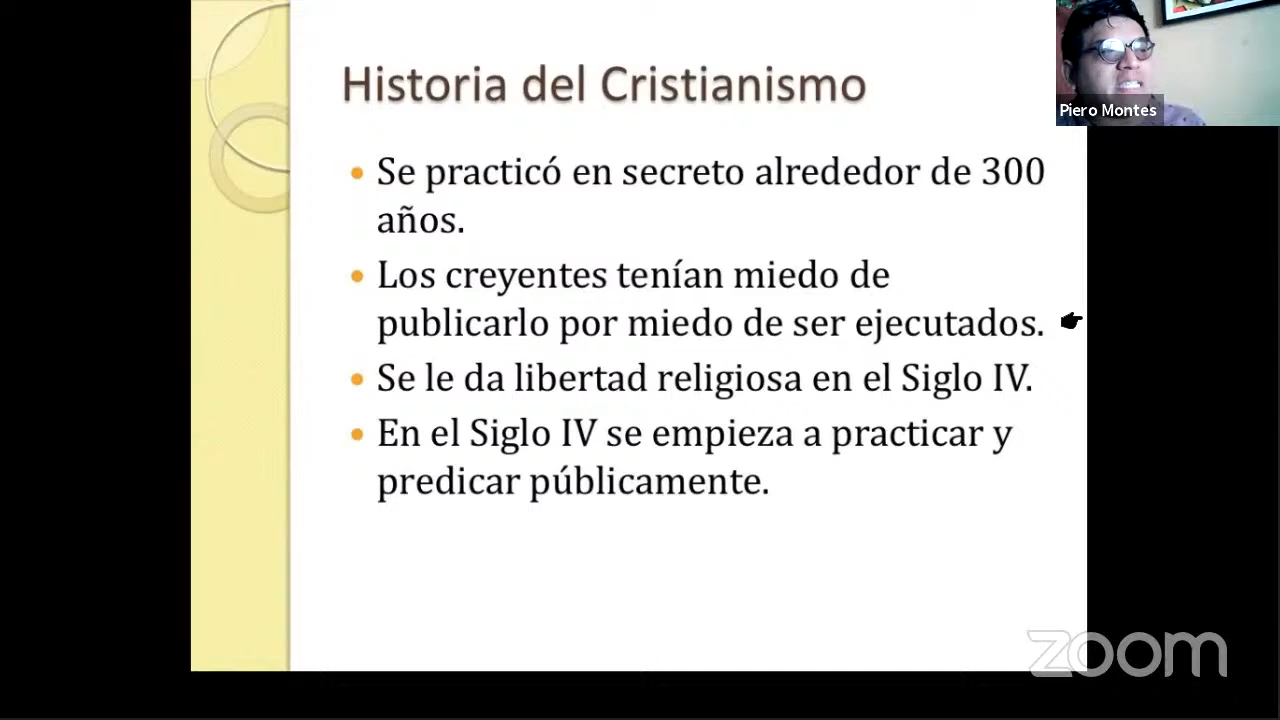 Historia del Cristianismo
Piero Montes
Se practicó en secreto alrededor de 300
años.
Los creyentes tenían miedo de
publicarlo por miedo de ser ejecutados.
Se le da libertad religiosa en el Siglo IV.
En el Siglo IV se empieza a practicar y
predicar públicamente.
zoom